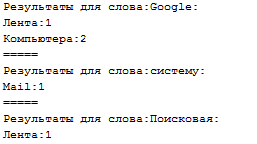 Результаты для слова:Google:
Лента:1
Компьютера:2
=====
Результаты для слова:систему:
Mail:1
=====
Результаты для слова:Поисковая:
Лента:1